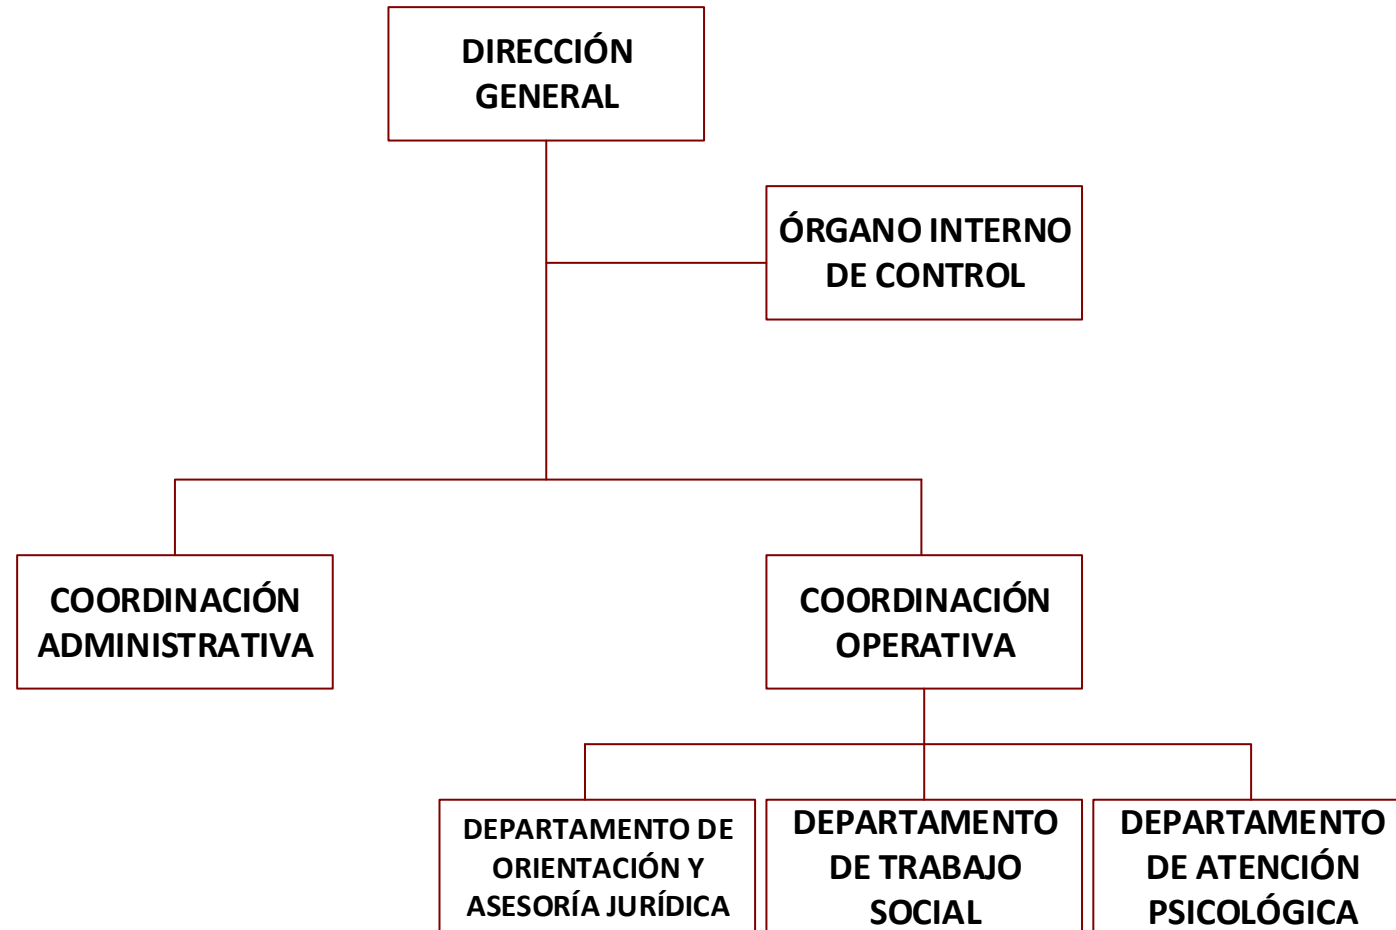 DIRECCIÓN
GENERAL
ÓRGANO INTERNO
DE CONTROL
COORDINACIÓN
ADMINISTRATIVA
COORDINACIÓN
OPERATIVA
DEPARTAMENTO DE
ORIENTACIÓN Y
ASESORÍA JURÍDICA
DEPARTAMENTO
DE TRABAJO
SOCIAL
DEPARTAMENTO
DE ATENCIÓN
PSICOLÓGICA